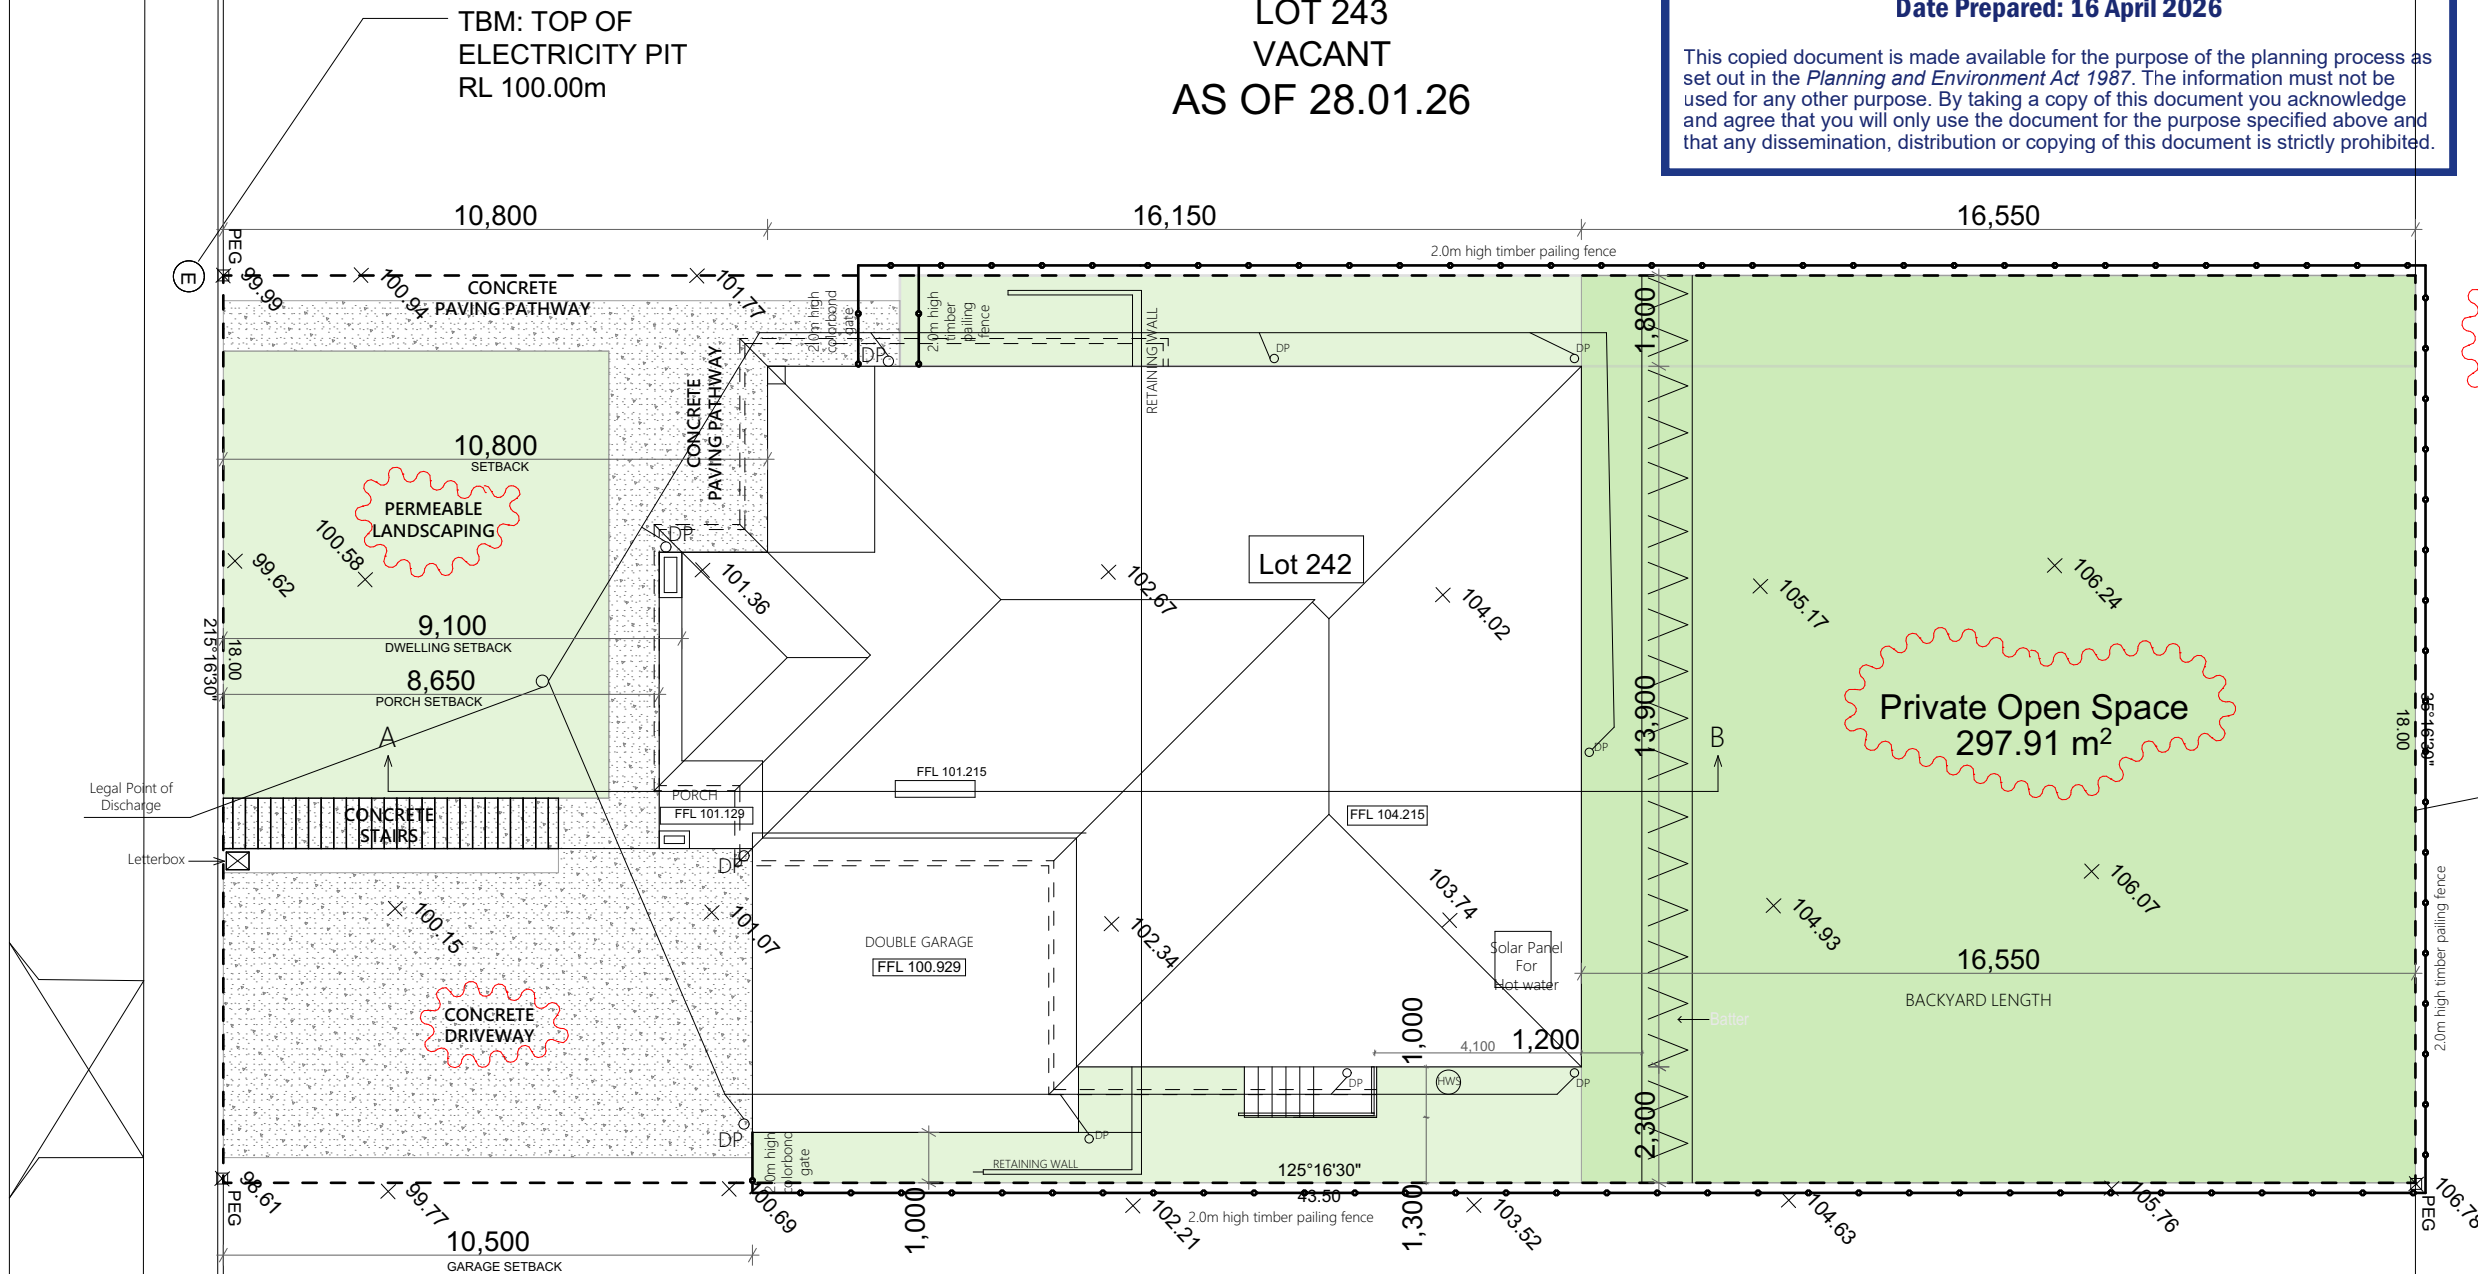 TBM: TOP OF
ELECTRICITY PIT
RL 100.00m
LOT 243
VACANT
AS OF 28.01.26
Date Prepared: 16 April 2026
This copied document is made available for the purpose of the planning process as
set out in the Planning and Environment Act 1987. The information must not be
used for any other purpose. By taking a copy of this document you acknowledge
and agree that you will only use the document for the purpose specified above and
that any dissemination, distribution or copying of this document is strictly prohibited.
10,800
16,150
16,550
2.0m high timber pailing fence
PEG
E
99.99
100.94
101.77
CONCRETE
PAVING PATHWAY
2.0m high
colorbond
gate
2.0m high
timber
pailing
fence
DP
DP
DP
RETAINING WALL
1,800
CONCRETE
PAVING PATHWAY
10,800
SETBACK
PERMEABLE
LANDSCAPING
99.62
100.58
DP
101.36
102.67
Lot 242
104.02
105.17
106.24
215°16'30"
18.00
9,100
DWELLING SETBACK
8,650
PORCH SETBACK
A
B
13,900
DP
Private Open Space
297.91 m²
18.00
35°16'30"
Legal Point of
Discharge
FFL 101.215
PORCH
FFL 101.129
FFL 104.215
CONCRETE
STAIRS
Letterbox
DP
100.15
101.07
DOUBLE GARAGE
FFL 100.929
102.34
103.74
Solar Panel
For
Hot water
104.93
106.07
16,550
BACKYARD LENGTH
2.0m high timber pailing fence
CONCRETE
DRIVEWAY
Batter
1,000
4,100
1,200
DP
HWS
DP
DP
DP
2.0m high
colorbond
gate
RETAINING WALL
125°16'30"
43.50
2,300
98.61
PEG
99.77
100.69
1,000
102.21
2.0m high timber pailing fence
1,300
103.52
104.63
105.76
106.78
PEG
10,500
GARAGE SETBACK